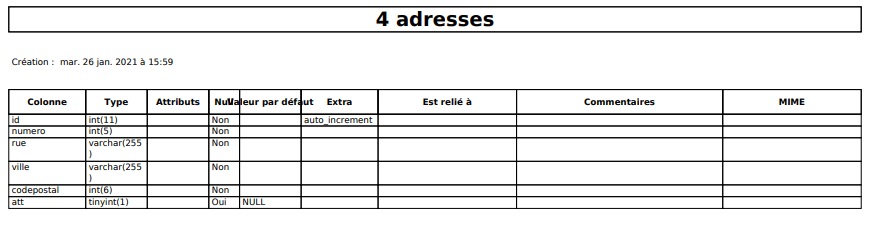 4 adresses
Création : mar. 26 jan. 2021 à 15:59
Colonne Type Attributs Null Valeur par défaut Extra Est relié à Commentaires MIME
id int(11) Non auto_increment
numero int(5) Non
rue varchar(255 Non
)
ville varchar(255 Non
)
codepostal int(6) Non
att tinyint(1) Oui NULL